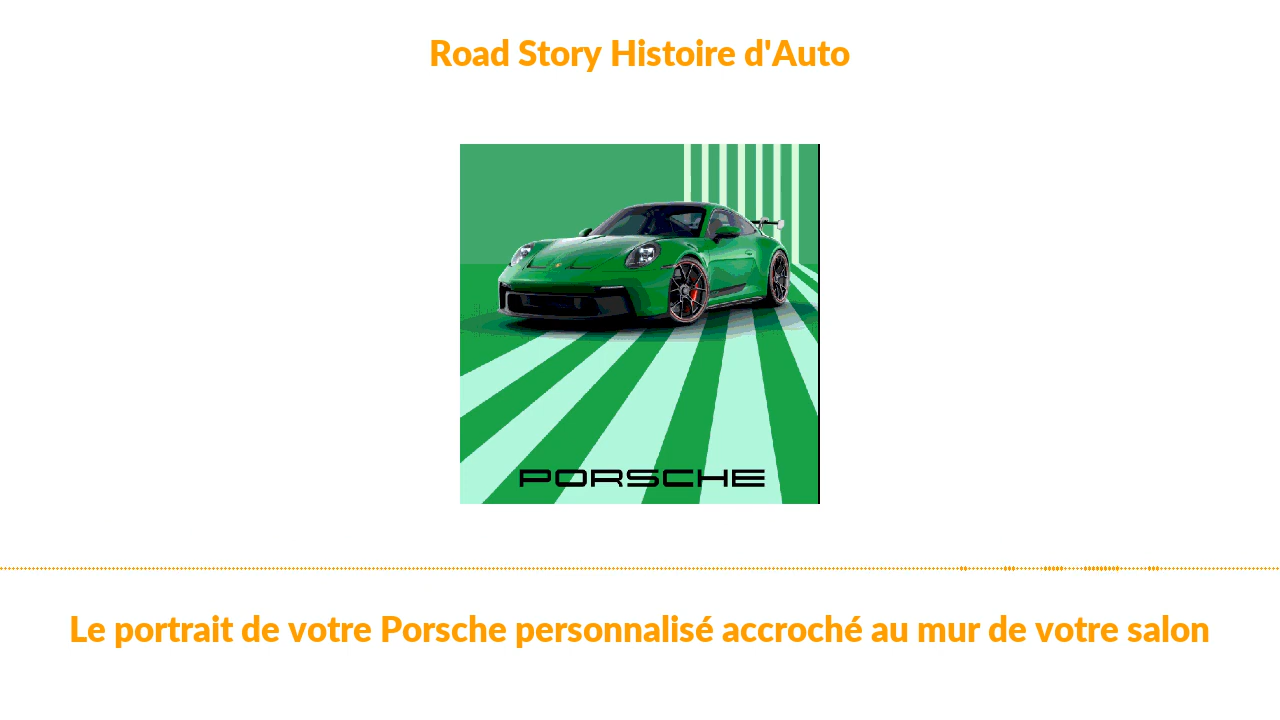 Road Story Histoire d'Auto
PORSCHE
Le portrait de votre Porsche personnalisé accroché au mur de votre salon